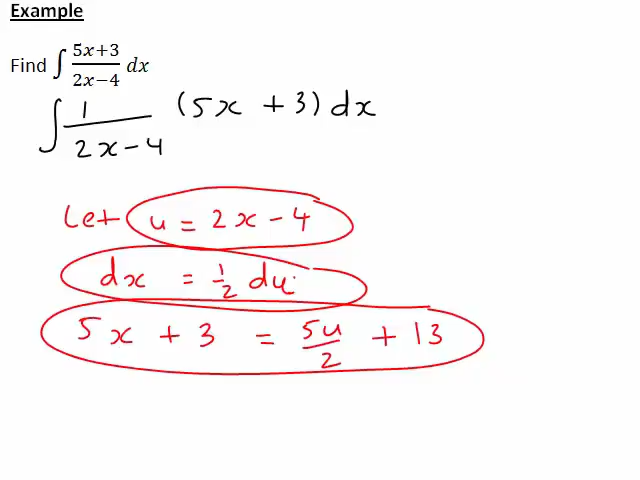 Example
Find ∫ 5x+3/2x−4 dx
∫ 1/2x−4 (5x + 3) dx
Let u = 2x − 4
dx = 1/2 du
5x + 3 = 5u/2 + 13